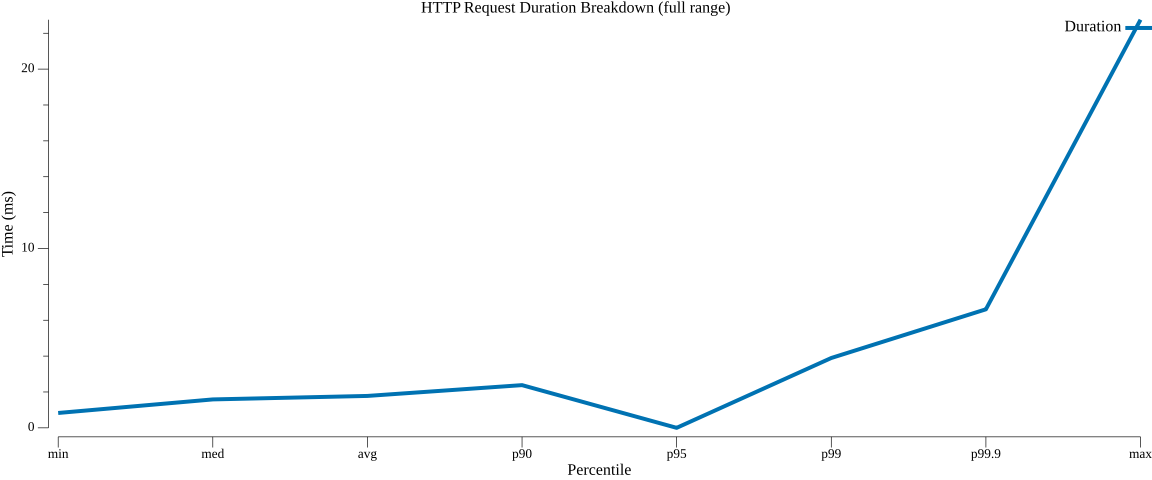 HTTP Request Duration Breakdown (full range)
Duration
20
10
0
Time (ms)
min med avg p90 p95 p99 p99.9 max
Percentile